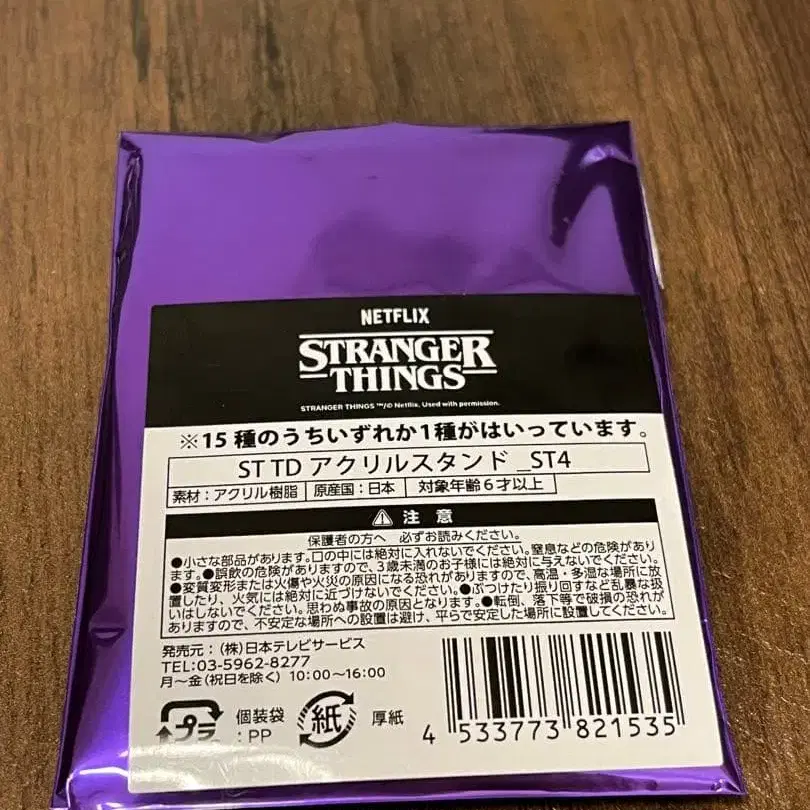 NETFLIX
STRANGER
THINGS
STRANGER THINGS ™/© Netflix. Used with permission.
※15種のうちいずれか1種がはいっています。
ST TD アクリルスタンド _ST4
素材：アクリル樹脂 原産国：日本 対象年齢6才以上
⚠ 注 意
保護者の方へ 必ずお読みください。
●小さな部品があります。口の中には絶対に入れないでください。窒息などの危険があり
ます。●誤飲の危険がありますので、3歳未満のお子様には絶対に与えないでください。
●変質変形または火傷や火災の原因になる恐れがありますので、高温・多湿な場所に放
置したり、火気には絶対に近づけないでください。●ぶつけたり振り回すなど乱暴な扱
いはしないでください。思わぬ事故の原因となります。●転倒、落下等で破損の恐れが
ありますので、不安定な場所への設置は避け、平らで安定した場所に設置してください。
発売元：（株）日本テレビサービス
TEL:03-5962-8277
月～金（祝日を除く）10:00～16:00
プラ 個装袋
：PP
紙 厚紙
4 533773 821535